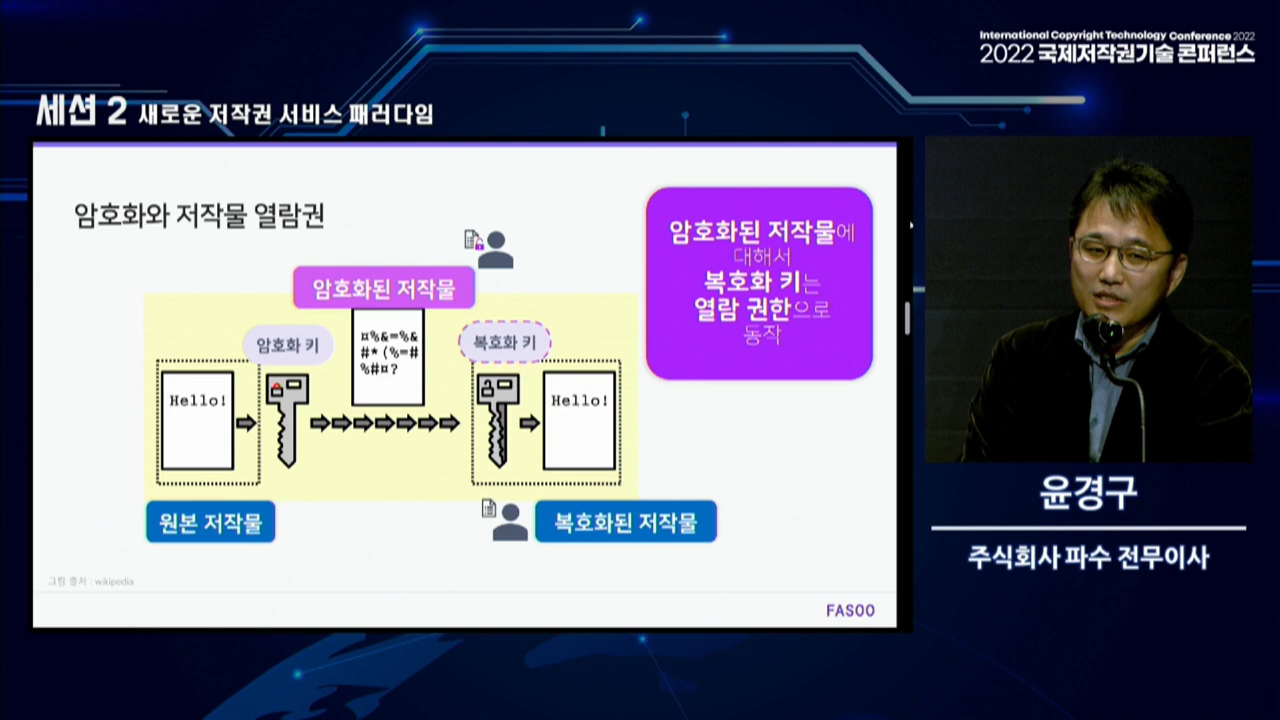 International Copyright Technology Conference 2022
2022 국제저작권기술 콘퍼런스
세션 2 새로운 저작권 서비스 패러다임
암호화와 저작물 열람권
암호화된 저작물에
대해서
복호화 키는
열람 권한으로
동작
암호화된 저작물
암호화 키
¤%&=%&
#*(%=#
%#¤?
복호화 키
Hello!
Hello!
원본 저작물
복호화된 저작물
그림 출처 : wikipedia
FASOO
윤경구
주식회사 파수 전무이사